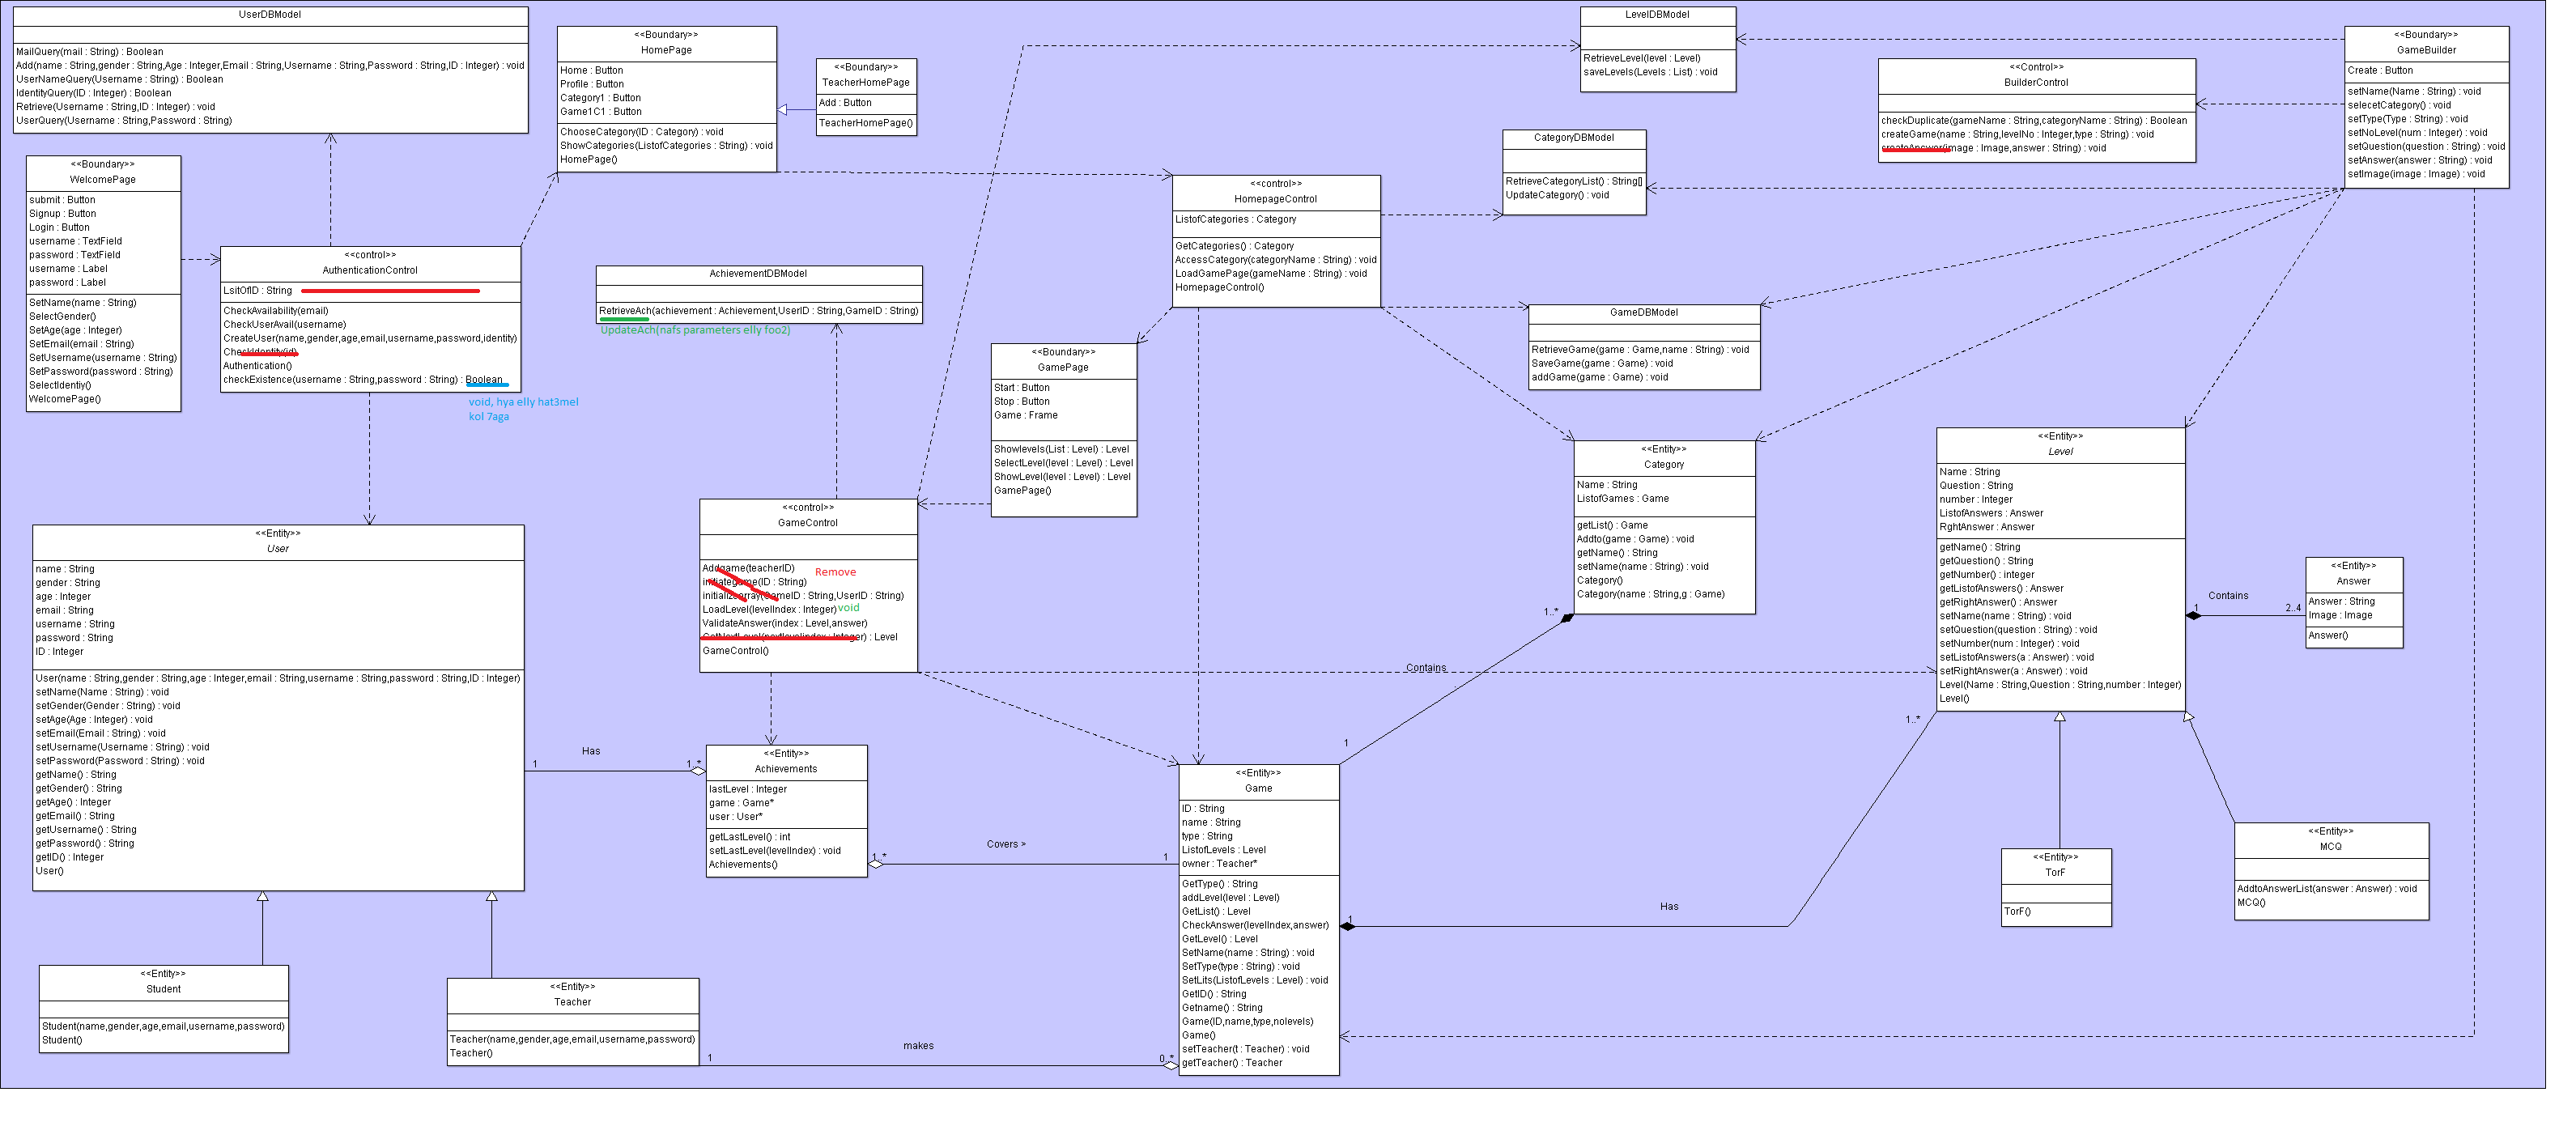 UserDBModel
MailQuery(mail : String) : Boolean
Add(name : String,gender : String,Age : Integer,Email : String,Username : String,Password : String,ID : Integer) : void
UserNameQuery(Username : String) : Boolean
IdentityQuery(ID : Integer) : Boolean
Retrieve(Username : String,ID : Integer) : void
UserQuery(Username : String,Password : String)
<<Boundary>>
HomePage
Home : Button
Profile : Button
Category1 : Button
Game1C1 : Button
ChooseCategory(ID : Category) : void
ShowCategories(ListofCategories : String) : void
HomePage()
<<Boundary>>
TeacherHomePage
Add : Button
TeacherHomePage()
LevelDBModel
RetrieveLevel(level : Level)
saveLevels(Levels : List) : void
<<Control>>
BuilderControl
checkDuplicate(gameName : String,categoryName : String) : Boolean
createGame(name : String,levelNo : Integer,type : String) : void
createAnswer(image : Image,answer : String) : void
<<Boundary>>
GameBuilder
Create : Button
setName(Name : String) : void
selecetCategory() : void
setType(Type : String) : void
setNoLevel(num : Integer) : void
setQuestion(question : String) : void
setAnswer(answer : String) : void
setImage(image : Image) : void
CategoryDBModel
RetrieveCategoryList() : String[]
UpdateCategory() : void
<<Boundary>>
WelcomePage
submit : Button
Signup : Button
Login : Button
username : TextField
password : TextField
username : Label
password : Label
SetName(name : String)
SelectGender()
SetAge(age : Integer)
SetEmail(email : String)
SetUsername(username : String)
SetPassword(password : String)
SelectIdentiy()
WelcomePage()
<<control>>
AuthenticationControl
LsitOfID : String
CheckAvailability(email)
CheckUserAvail(username)
CreateUser(name,gender,age,email,username,password,identity)
CheckIdentity(id)
Authentication()
checkExistence(username : String,password : String) : Boolean
void, hya elly hat3mel
kol 7aga
<<control>>
HomepageControl
ListofCategories : Category
GetCategories() : Category
AccessCategory(categoryName : String) : void
LoadGamePage(gameName : String) : void
HomepageControl()
AchievementDBModel
RetrieveAch(achievement : Achievement,UserID : String,GameID : String)
UpdateAch(nafs parameters elly foo2)
GameDBModel
RetrieveGame(game : Game,name : String) : void
SaveGame(game : Game) : void
addGame(game : Game) : void
<<Boundary>>
GamePage
Start : Button
Stop : Button
Game : Frame
Showlevels(List : Level) : Level
SelectLevel(level : Level) : Level
ShowLevel(level : Level) : Level
GamePage()
<<Entity>>
Category
Name : String
ListofGames : Game
getList() : Game
Addto(game : Game) : void
getName() : String
setName(name : String) : void
Category()
Category(name : String,g : Game)
<<Entity>>
Level
Name : String
Question : String
number : Integer
ListofAnswers : Answer
RghtAnswer : Answer
getName() : String
getQuestion() : String
getNumber() : integer
getListofAnswers() : Answer
getRightAnswer() : Answer
setName(name : String) : void
setQuestion(question : String) : void
setNumber(num : Integer) : void
setListofAnswers(a : Answer) : void
setRightAnswer(a : Answer) : void
Level(Name : String,Question : String,number : Integer)
Level()
<<Entity>>
Answer
Answer : String
Image : Image
Answer()
Contains
1
2..4
<<control>>
GameControl
Addgame(teacherID)
initiategame(ID : String)
initializearray(GameID : String,UserID : String)
LoadLevel(levelIndex : Integer)
ValidateAnswer(index : Level,answer)
GetNextLevel(nextlevelindex : Integer) : Level
GameControl()
Remove
void
<<Entity>>
User
name : String
gender : String
age : Integer
email : String
username : String
password : String
ID : Integer
User(name : String,gender : String,age : Integer,email : String,username : String,password : String,ID : Integer)
setName(Name : String) : void
setGender(Gender : String) : void
setAge(Age : Integer) : void
setEmail(Email : String) : void
setUsername(Username : String) : void
setPassword(Password : String) : void
getName() : String
getGender() : String
getAge() : Integer
getEmail() : String
getUsername() : String
getPassword() : String
getID() : Integer
User()
1..*
Contains
1
1..*
Has
1
1..*
<<Entity>>
Achievements
lastLevel : Integer
game : Game*
user : User*
getLastLevel() : int
setLastLevel(levelIndex) : void
Achievements()
1..*
Covers >
1
<<Entity>>
Game
ID : String
name : String
type : String
ListofLevels : Level
owner : Teacher*
GetType() : String
addLevel(level : Level)
GetList() : Level
CheckAnswer(levelIndex,answer)
GetLevel() : Level
SetName(name : String) : void
SetType(type : String) : void
SetLits(ListofLevels : Level) : void
GetID() : String
Getname() : String
Game(ID,name,type,nolevels)
Game()
setTeacher(t : Teacher) : void
getTeacher() : Teacher
1
Has
<<Entity>>
TorF
TorF()
<<Entity>>
MCQ
AddtoAnswerList(answer : Answer) : void
MCQ()
<<Entity>>
Student
Student(name,gender,age,email,username,password)
Student()
<<Entity>>
Teacher
Teacher(name,gender,age,email,username,password)
Teacher()
1
makes
0..*